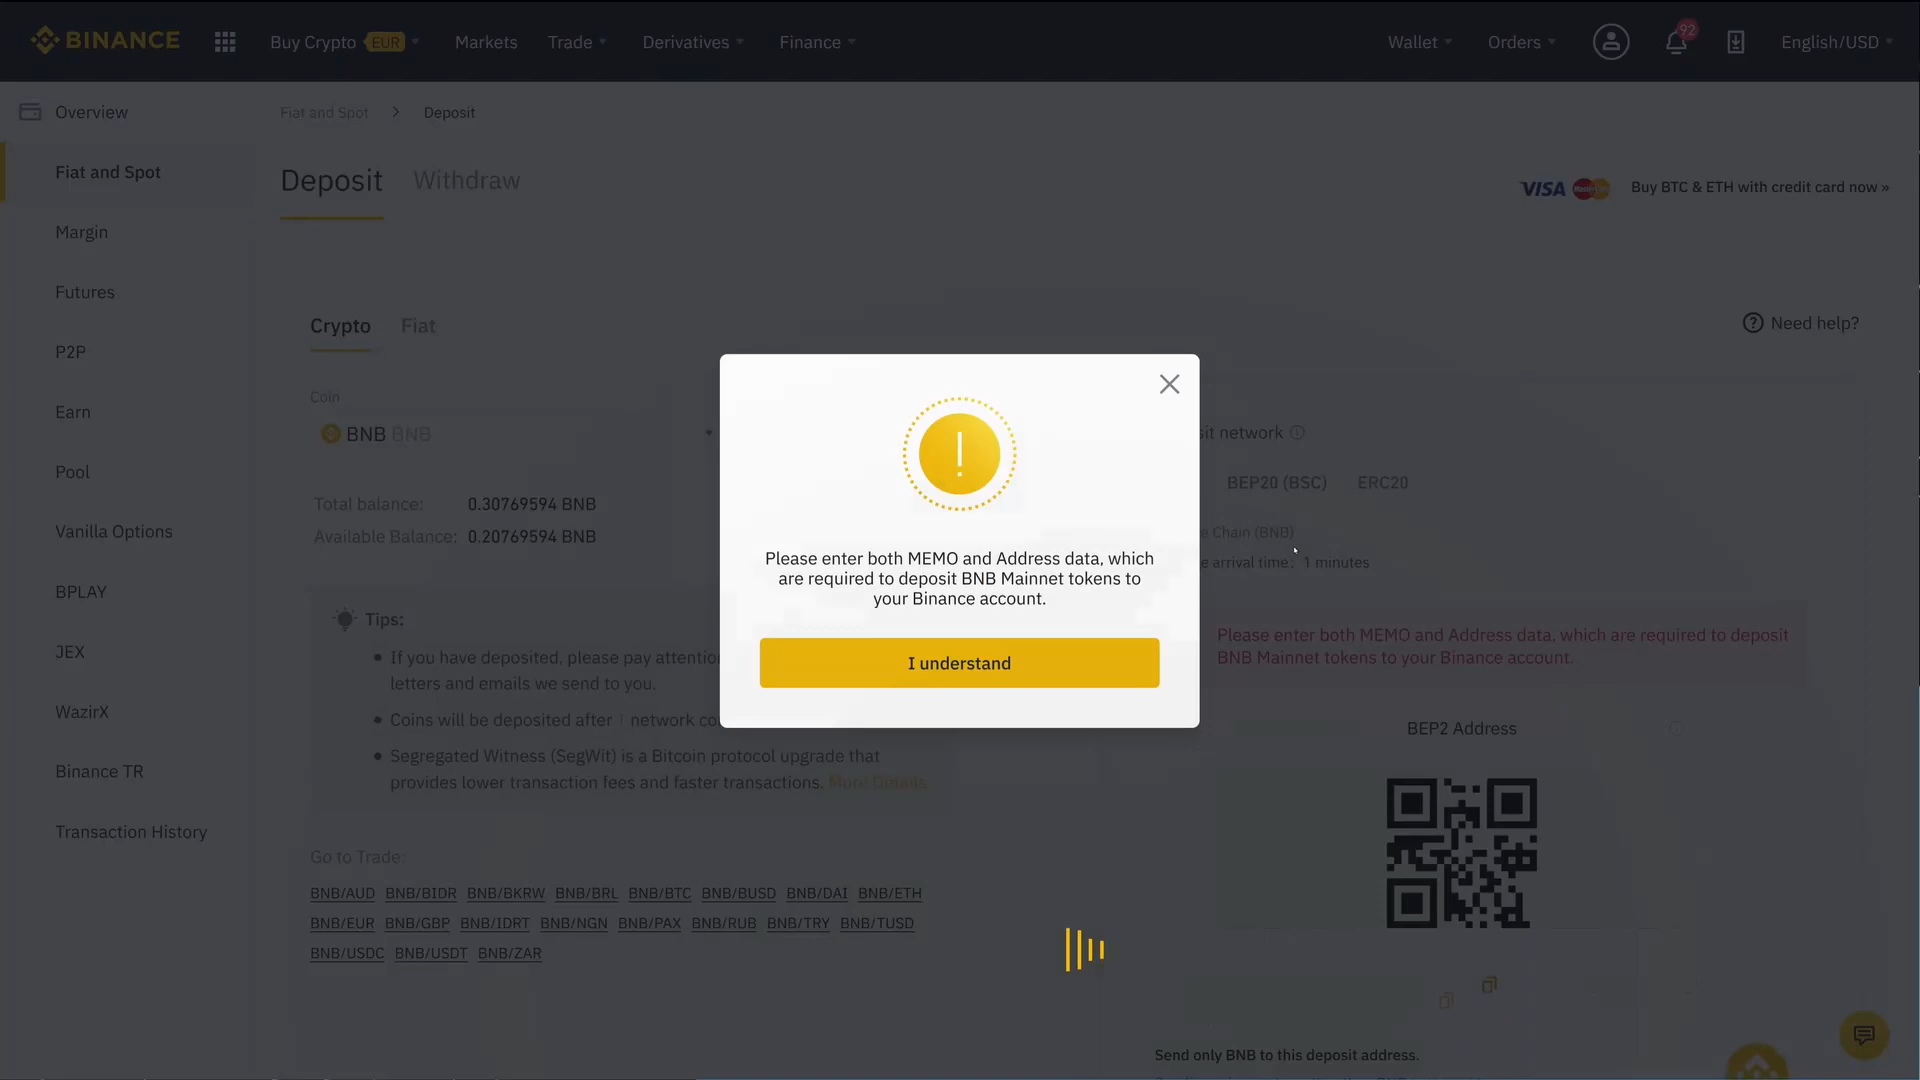 BINANCE
Buy Crypto EUR
Markets
Trade
Derivatives
Finance
Wallet
Orders
92
English/USD
Overview
Fiat and Spot
Margin
Futures
P2P
Earn
Pool
Vanilla Options
BPLAY
JEX
WazirX
Binance TR
Transaction History
Fiat and Spot > Deposit
Deposit
Withdraw
VISA
Buy BTC & ETH with credit card now »
Crypto
Fiat
Need help?
Coin
BNB BNB
Total balance: 0.30769594 BNB
Available Balance: 0.20769594 BNB
Tips:
If you have deposited, please pay attention
letters and emails we send to you.
Coins will be deposited after 1 network
Segregated Witness (SegWit) is a Bitcoin protocol upgrade that
provides lower transaction fees and faster transactions. More Details
Go to Trade:
BNB/AUD BNB/BIDR BNB/BKRW BNB/BRL BNB/BTC BNB/BUSD BNB/DAI BNB/ETH
BNB/EUR BNB/GBP BNB/IDRT BNB/NGN BNB/PAX BNB/RUB BNB/TRY BNB/TUSD
BNB/USDC BNB/USDT BNB/ZAR
Please enter both MEMO and Address data, which
are required to deposit BNB Mainnet tokens to
your Binance account.
I understand
network
BEP20 (BSC)
ERC20
Chain (BNB)
arrival time: 1 minutes
Please enter both MEMO and Address data, which are required to deposit
BNB Mainnet tokens to your Binance account.
BEP2 Address
Send only BNB to this deposit address.